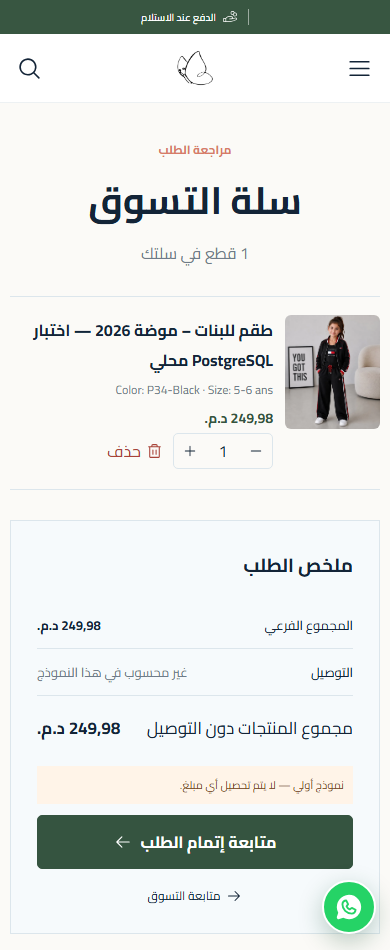 الدفع عند الاستلام
مراجعة الطلب
سلة التسوق
1 قطع في سلتك
طقم للبنات – موضة 2026 — اختبار
PostgreSQL محلي
Color: P34-Black · Size: 5-6 ans
249,98 د.م.
− 1 + حذف
YOU
GOT
THIS
ملخص الطلب
المجموع الفرعي 249,98 د.م.
التوصيل غير محسوب في هذا النموذج
مجموع المنتجات دون التوصيل 249,98 د.م.
نموذج أولي — لا يتم تحصيل أي مبلغ.
متابعة إتمام الطلب ←
→ متابعة التسوق